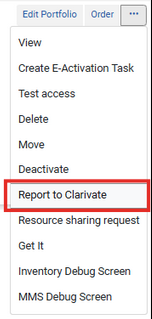 Edit Portfolio Order ...
View
Create E-Activation Task
Test access
Delete
Move
Deactivate
Report to Clarivate
Resource sharing request
Get It
Inventory Debug Screen
MMS Debug Screen